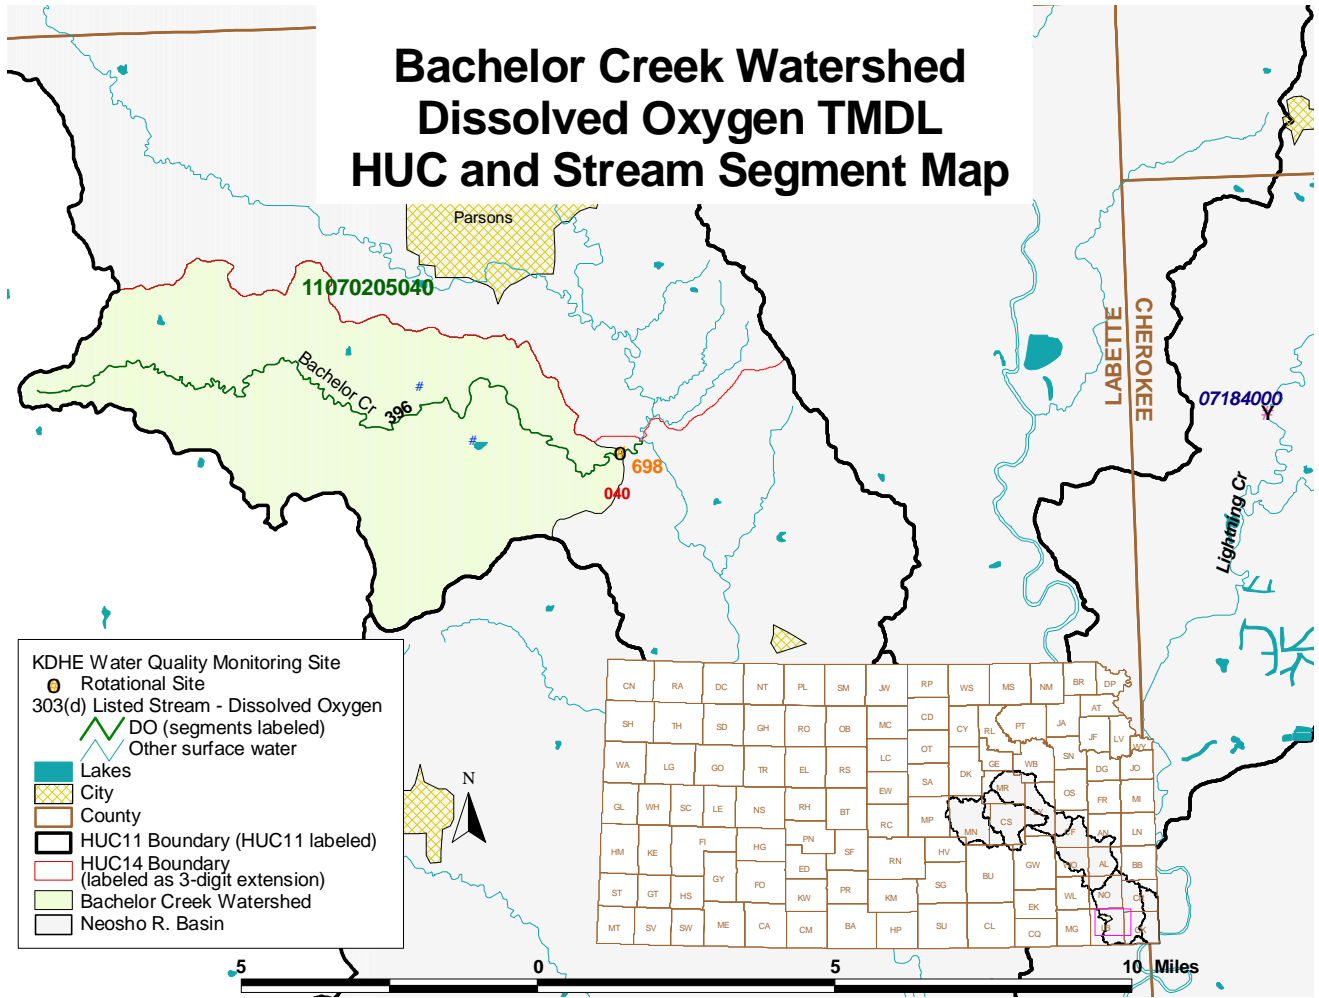 Bachelor Creek Watershed
Dissolved Oxygen TMDL
HUC and Stream Segment Map
Parsons
11070205040
Bachelor Cr
396
#
#
698
040
LABETTE
CHEROKEE
07184000
Lightning Cr
KDHE Water Quality Monitoring Site
Rotational Site
303(d) Listed Stream - Dissolved Oxygen
DO (segments labeled)
Other surface water
Lakes
City
County
HUC11 Boundary (HUC11 labeled)
HUC14 Boundary
(labeled as 3-digit extension)
Bachelor Creek Watershed
Neosho R. Basin
N
CN RA DC NT PL SM JW RP WS MS NM BR DP
SH TH SD GH RO OB MC CD CY RL PT JA AT JF LV WY
WA LG GO TR EL RS LC OT SA DK GE WB SN DG JO
GL WH SC LE NS RH BT EW RC MP MR MN CS OS FR MI
HM KE FI HG PN SF RN HV CF AN LN
ST GT HS GY FO ED KW PR KM SG BU GW WO AL BB
MT SV SW ME CA CM BA HP SU CL EK CQ WL MG NO LB CK
5 0 5 10 Miles